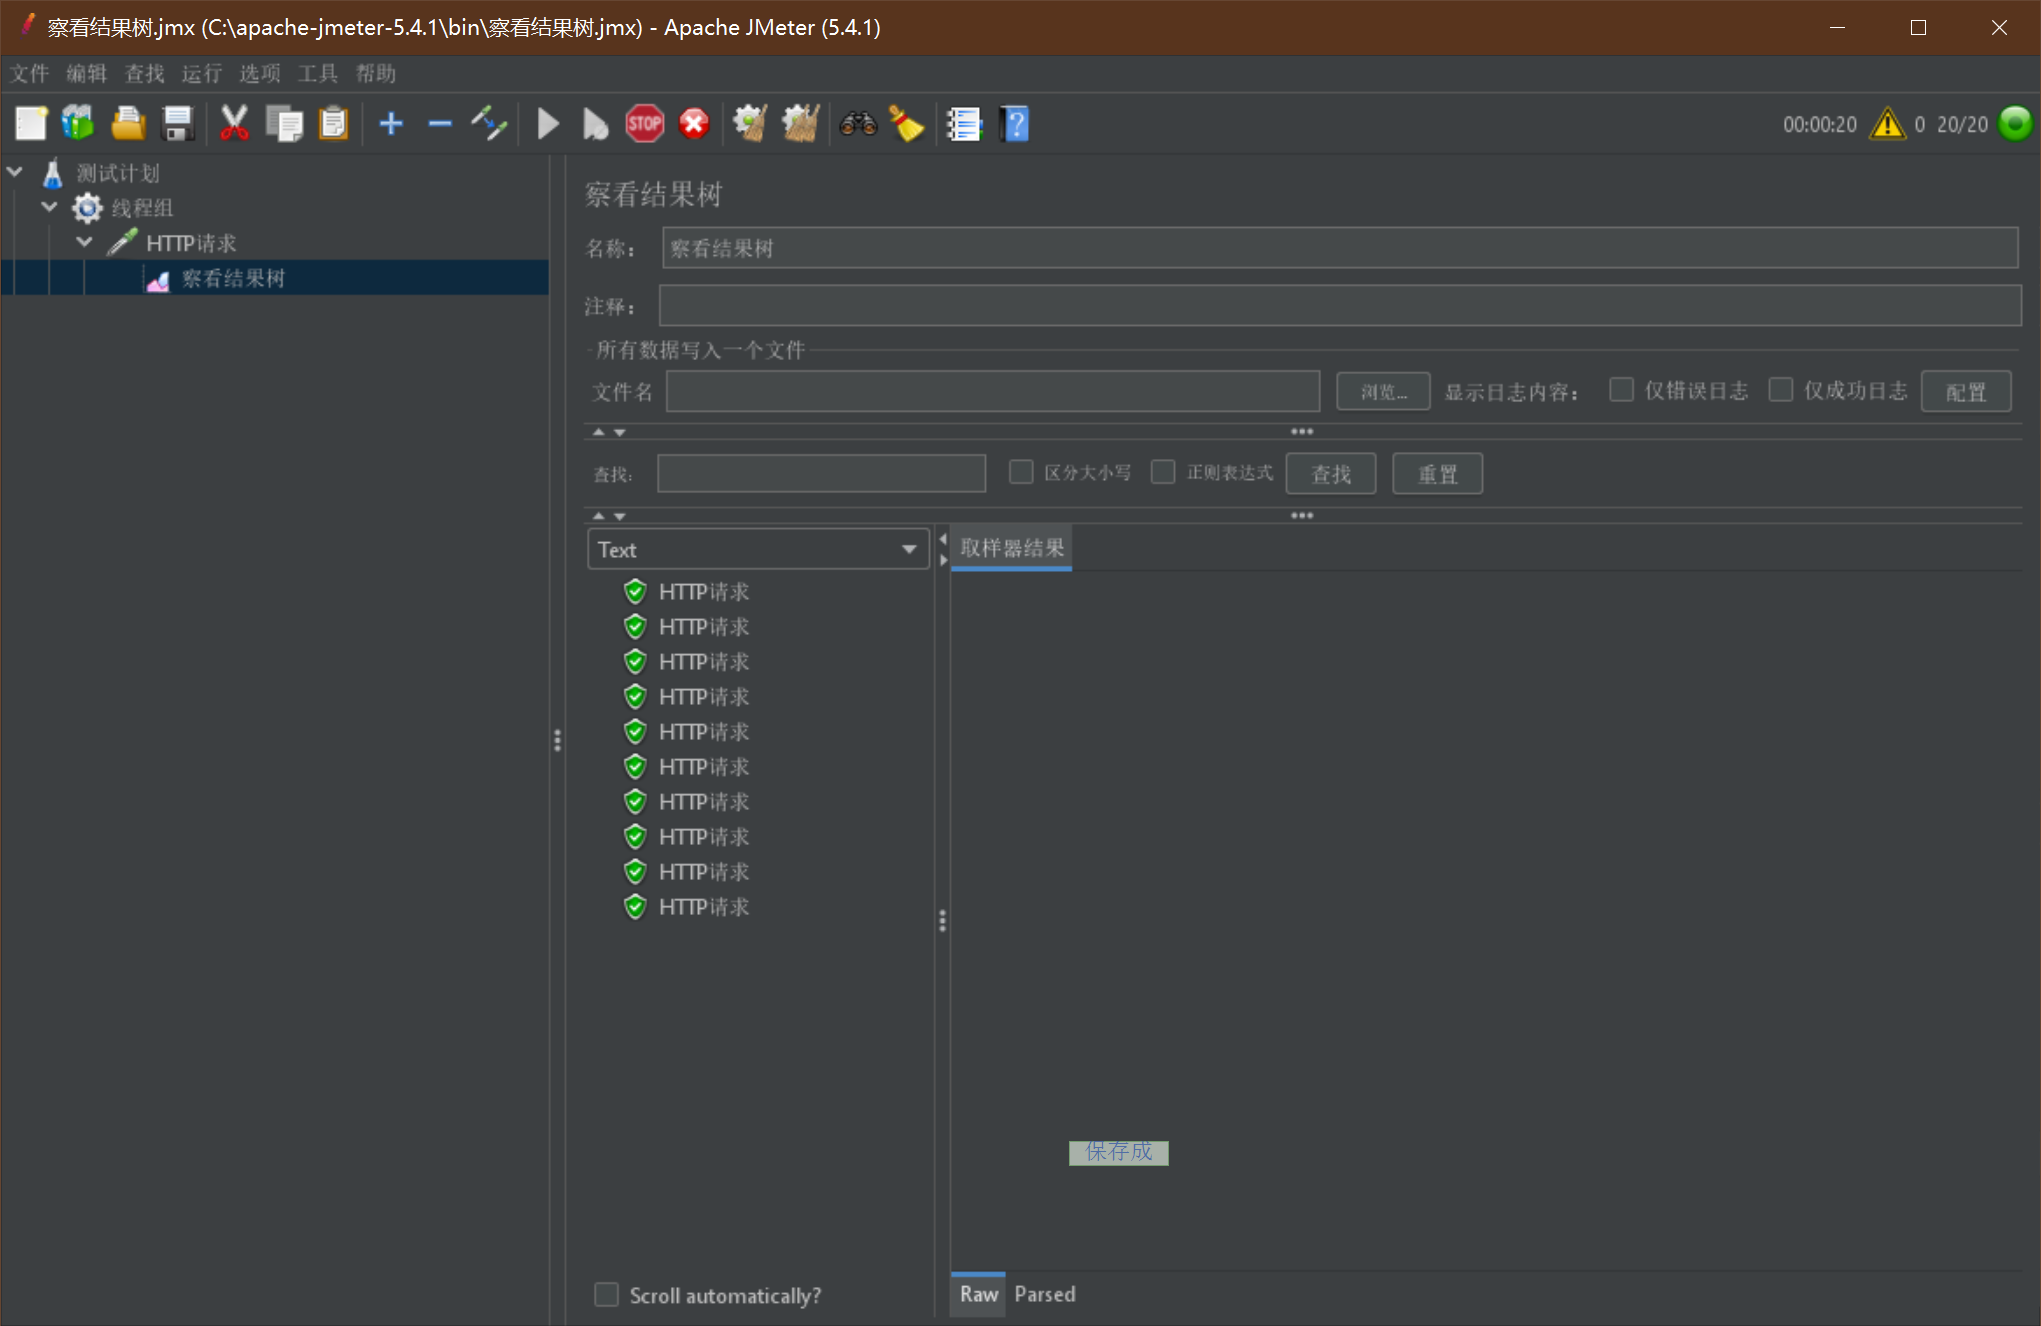 察看结果树.jmx (C:\apache-jmeter-5.4.1\bin\察看结果树.jmx) - Apache JMeter (5.4.1)
文件 编辑 查找 运行 选项 工具 帮助
STOP
00:00:20 0 20/20
测试计划
线程组
HTTP请求
察看结果树
察看结果树
名称： 察看结果树
注释：
所有数据写入一个文件
文件名 浏览... 显示日志内容： 仅错误日志 仅成功日志 配置
查找: 区分大小写 正则表达式 查找 重置
Text
取样器结果
HTTP请求
HTTP请求
HTTP请求
HTTP请求
HTTP请求
HTTP请求
HTTP请求
HTTP请求
HTTP请求
HTTP请求
保存成
Scroll automatically?
Raw Parsed